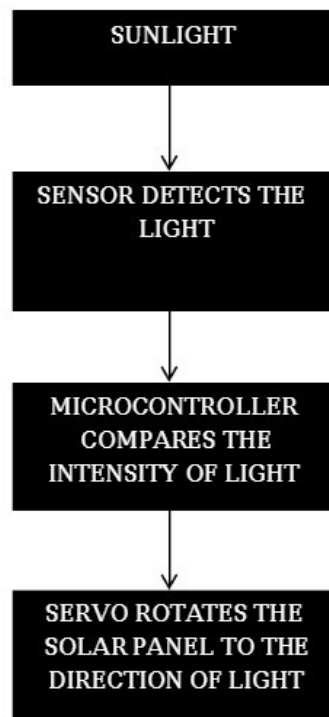 SUNLIGHT
SENSOR DETECTS THE
LIGHT
MICROCONTROLLER
COMPARES THE
INTENSITY OF LIGHT
SERVO ROTATES THE
SOLAR PANEL TO THE
DIRECTION OF LIGHT